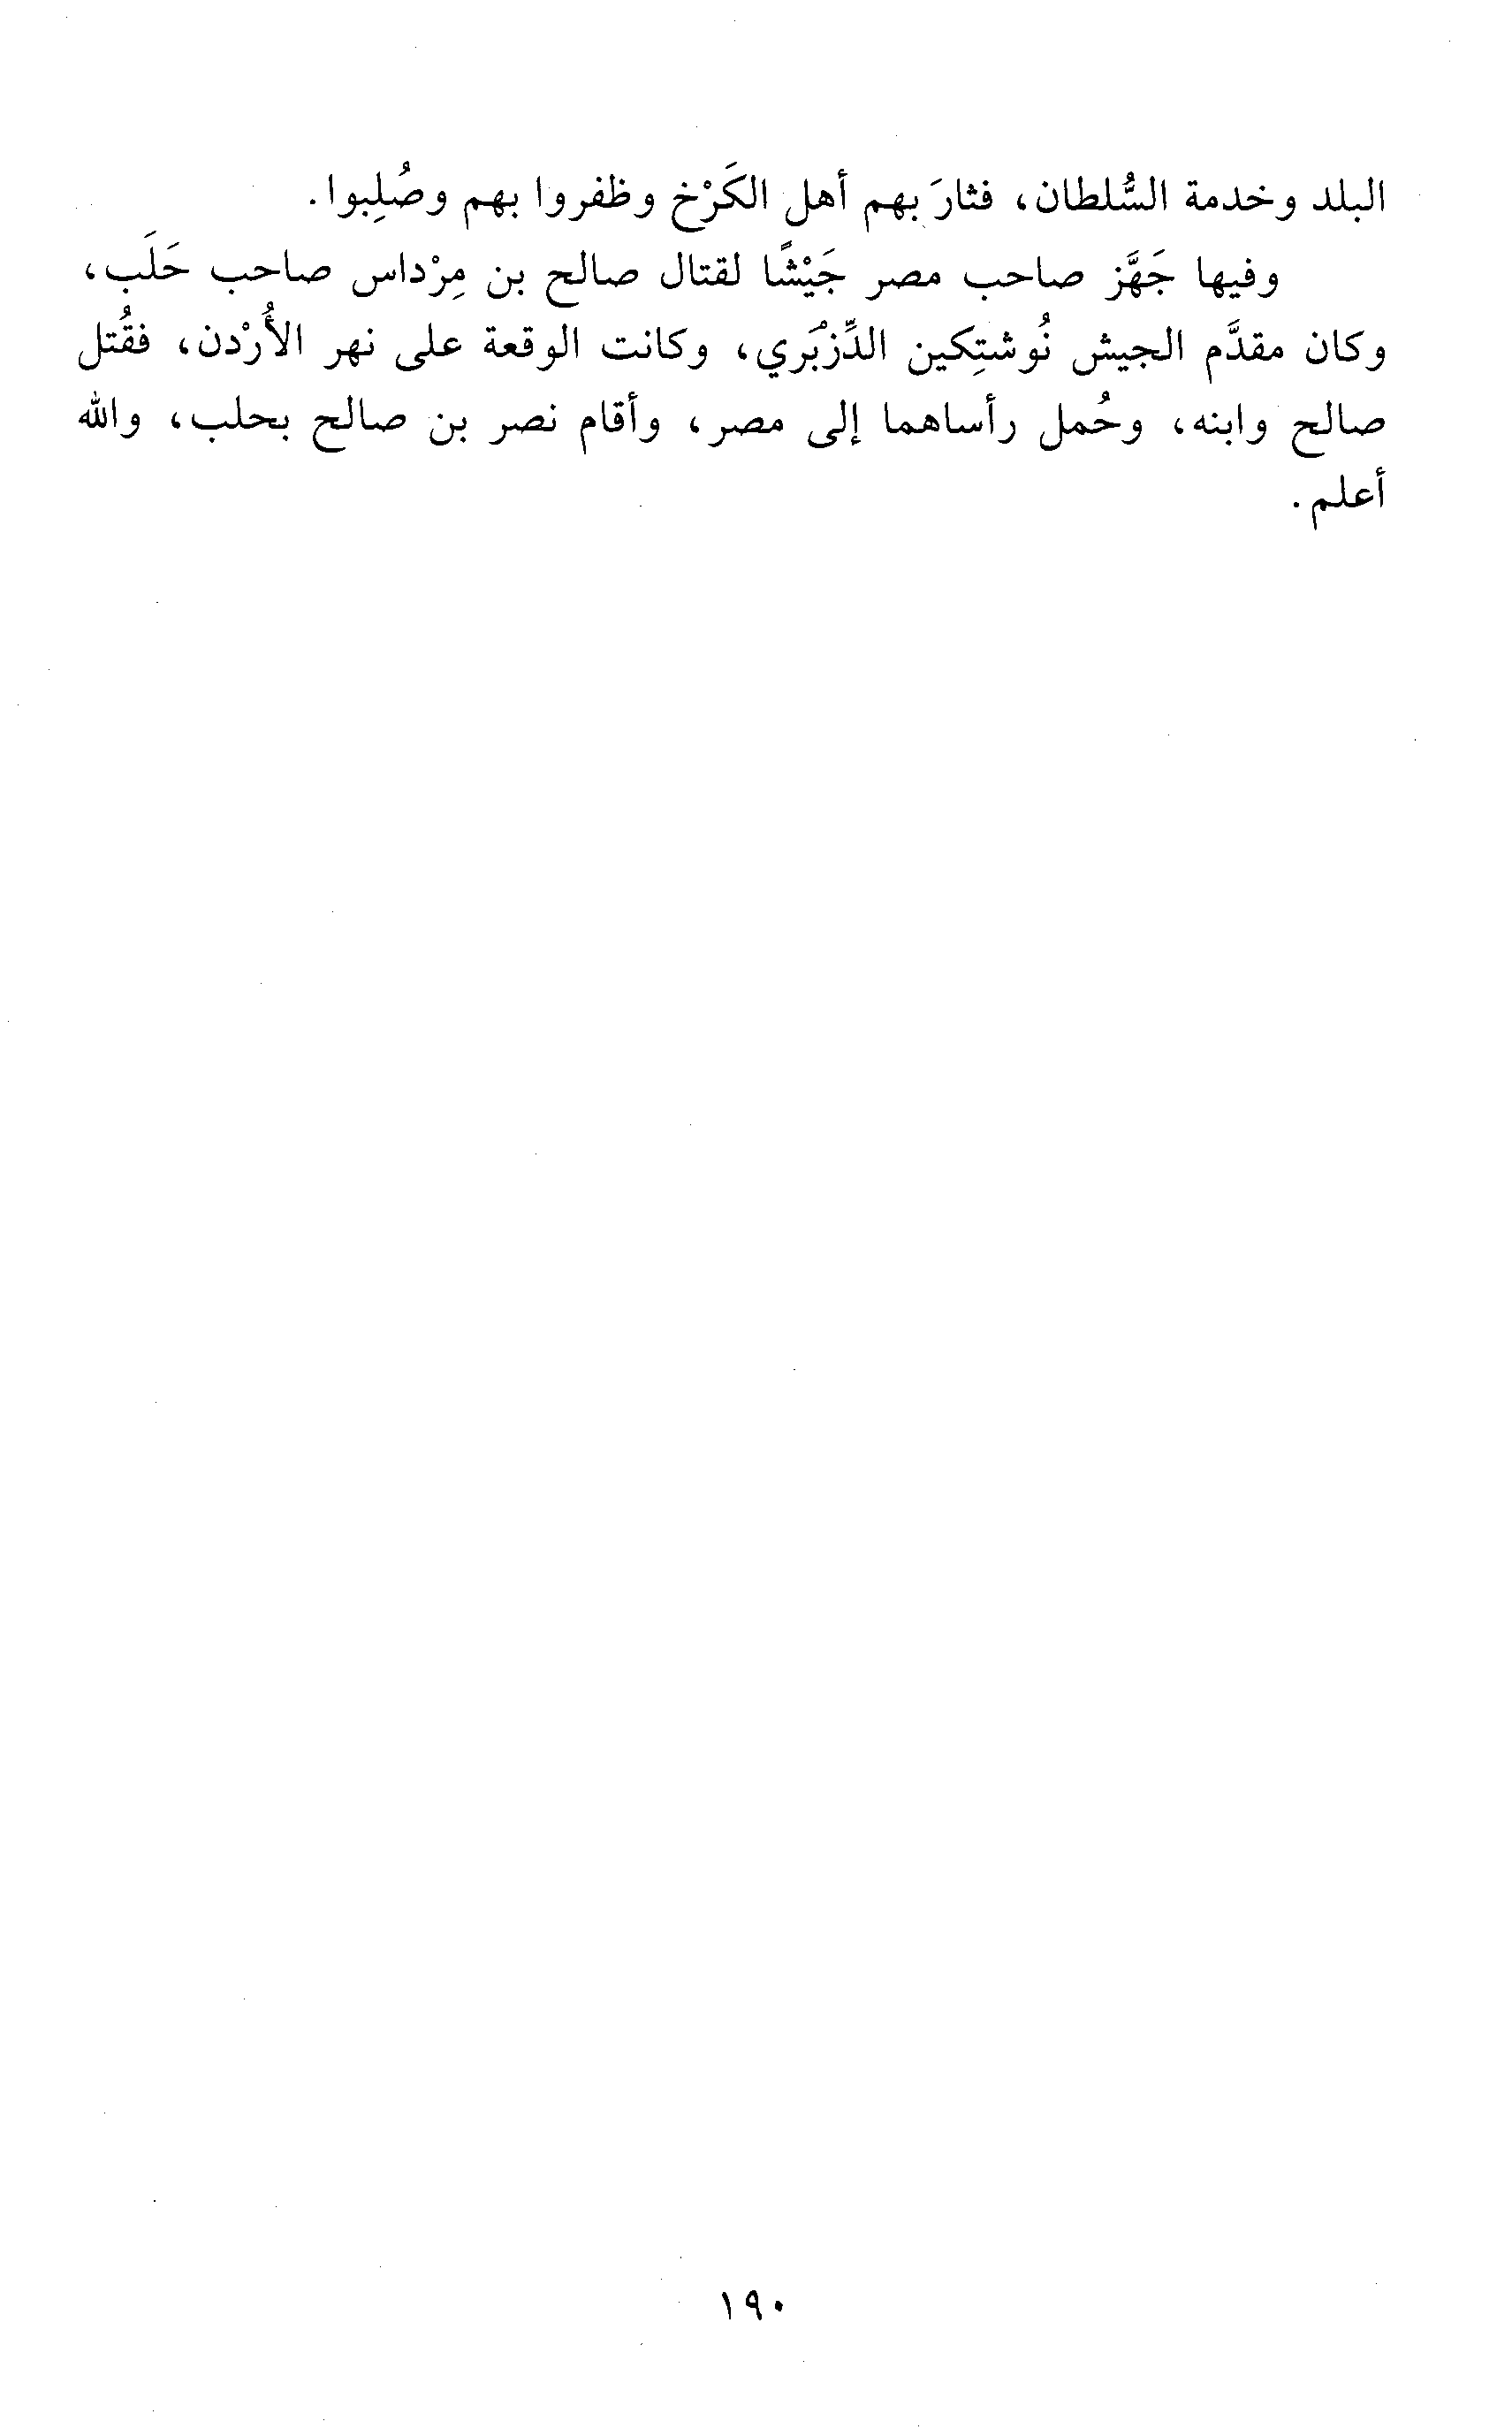 البلد وخدمة السُّلطان، فثارَ بهم أهل الكَرْخ وظفروا بهم وصُلِبوا.
وفيها جَهَّز صاحب مصر جَيْشًا لقتال صالح بن مِرْداس صاحب حَلَب،
وكان مقدَّم الجيش نُوشتِكين الدِّزبَري، وكانت الوقعة على نهر الأُرْدن، فقُتل
صالح وابنه، وحُمل رأساهما إلى مصر، وأقام نصر بن صالح بحلب، والله
أعلم.
١٩٠